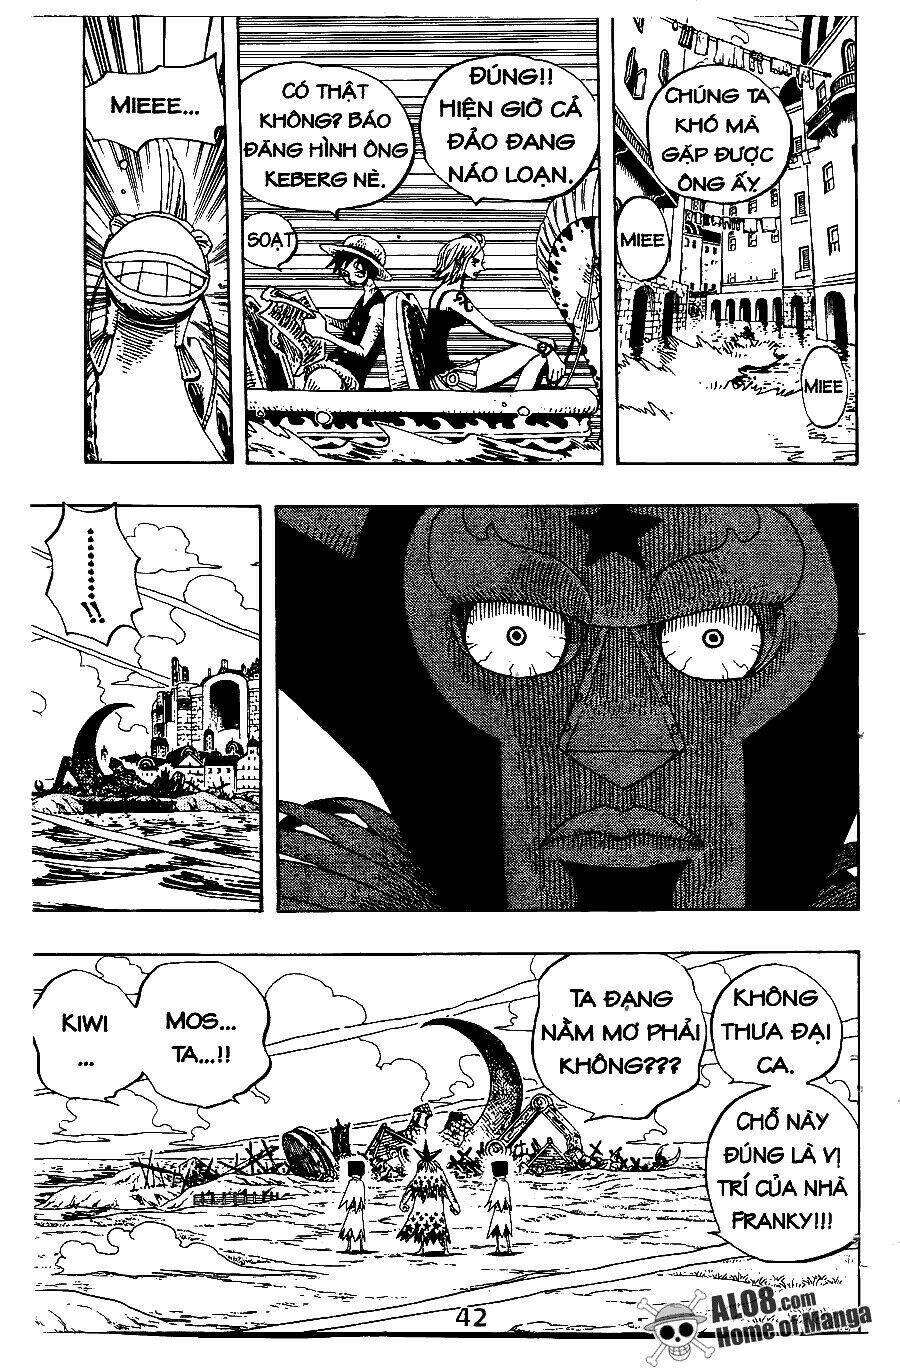 CHÚNG TA
KHÓ MÀ
GẶP ĐƯỢC
ÔNG ẤY.
MIEE
MIEE
ĐÚNG!!
HIỆN GIỜ CẢ
ĐẢO ĐANG
NÁO LOẠN.
CÓ THẬT
KHÔNG? BÁO
ĐĂNG HÌNH ÔNG
KEBERG NÈ.
SOẠT
MIEEE...
.........!!
KHÔNG
THƯA ĐẠI
CA.
CHỖ NÀY
ĐÚNG LÀ VỊ
TRÍ CỦA NHÀ
FRANKY!!!
TA ĐANG
NẰM MƠ PHẢI
KHÔNG???
MOS...
TA...!!
KIWI
...
42
ALO8.com
Home of Manga